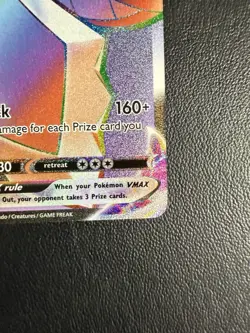 k 160+
amage for each Prize card you
30 retreat
rule When your Pokémon VMAX
Out, your opponent takes 3 Prize cards.
do / Creatures / GAME FREAK